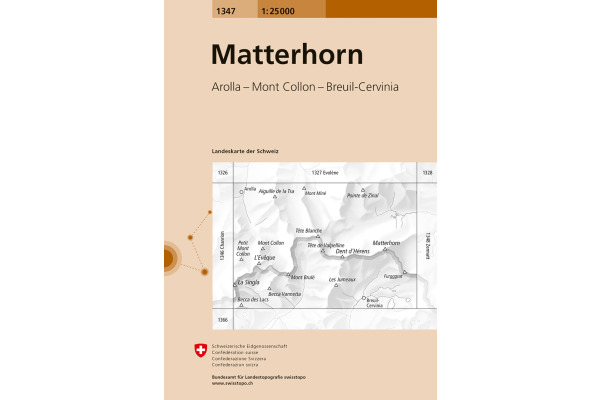 1347 1:25000
Matterhorn
Arolla – Mont Collon – Breuil-Cervinia
Landeskarte der Schweiz
1326 1327 Evolène 1328
Arolla
Aiguille de la Tsa
Mont Miné
Pointe de Zinal
1346 Chanrion
1348 Zermatt
Tête Blanche
Petit
Mont
Collon
Mont Collon
Tête de Valpelline
Matterhorn
L'Evêque
Dent d'Hérens
Mont Brulé
Les Jumeaux
Furggen
La Singla
Becca Vannetta
Becca des Lacs
Breuil-
Cervinia
1366
Schweizerische Eidgenossenschaft
Confédération suisse
Confederazione Svizzera
Confederaziun svizra
Bundesamt für Landestopografie swisstopo
www.swisstopo.ch